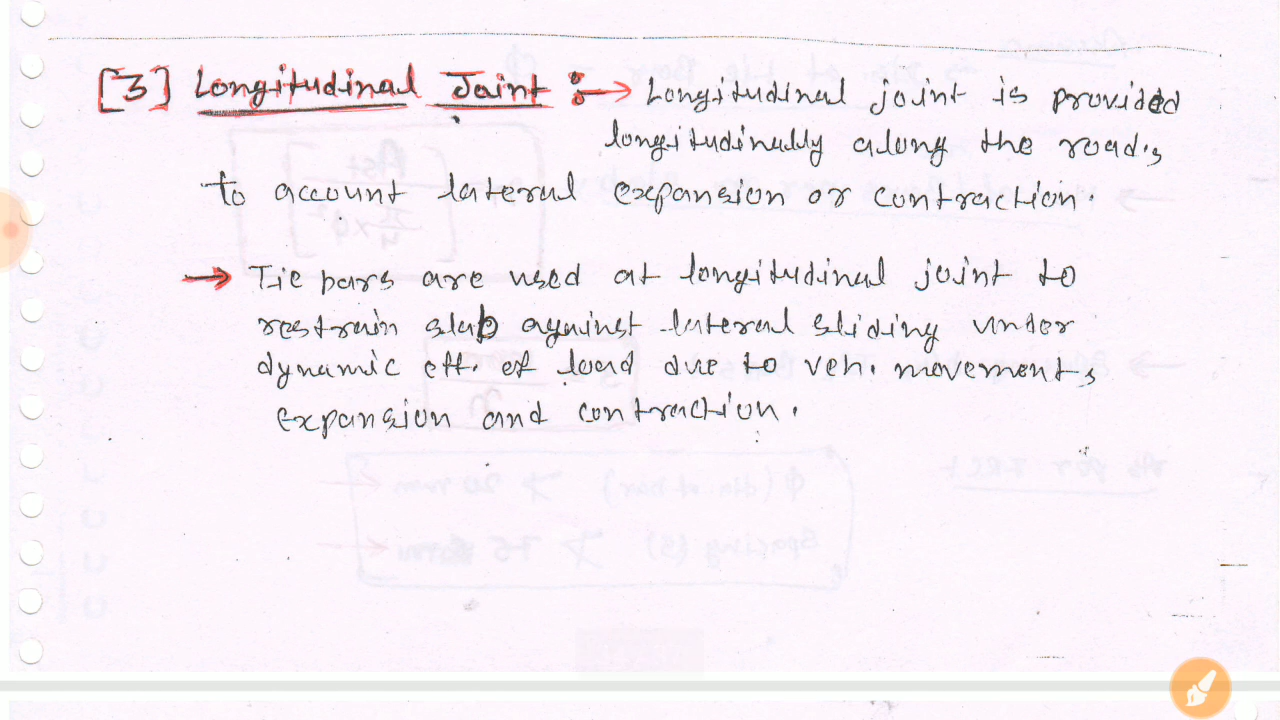 [3] Longitudinal Joint :→ Longitudinal joint is provided
longitudinally along the road,
to account lateral expansion or contraction.
→ Tie bars are used at longitudinal joint to
restrain slab against lateral sliding under
dynamic eff. of load due to veh. movement,
expansion and contraction.